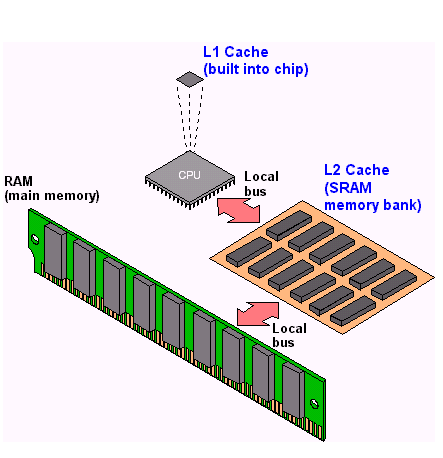 L1 Cache
(built into chip)
CPU
Local
bus
L2 Cache
(SRAM
memory bank)
RAM
(main memory)
Local
bus